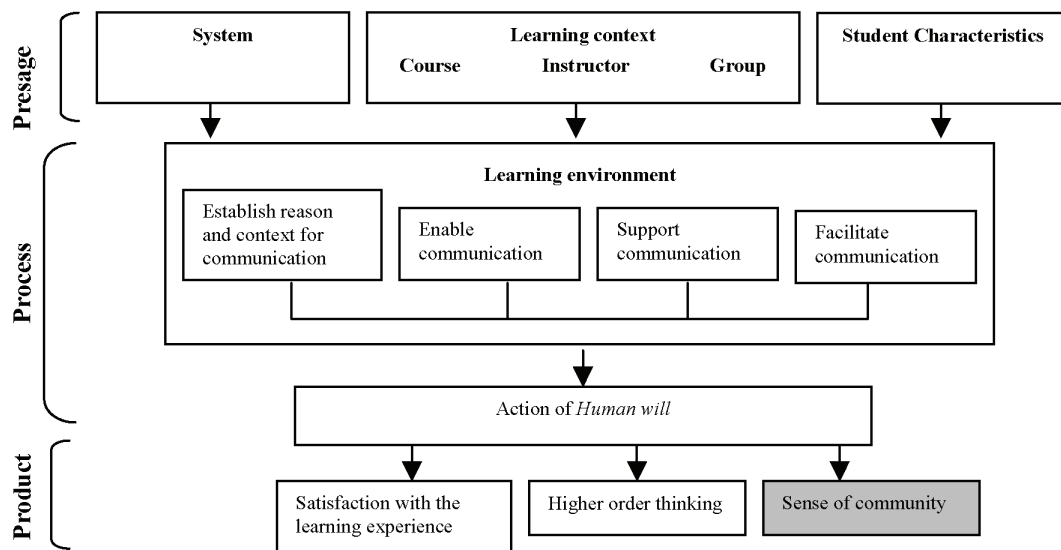 Presage
System
Learning context
Course Instructor Group
Student Characteristics
Process
Learning environment
Establish reason
and context for
communication
Enable
communication
Support
communication
Facilitate
communication
Action of Human will
Product
Satisfaction with the
learning experience
Higher order thinking
Sense of community